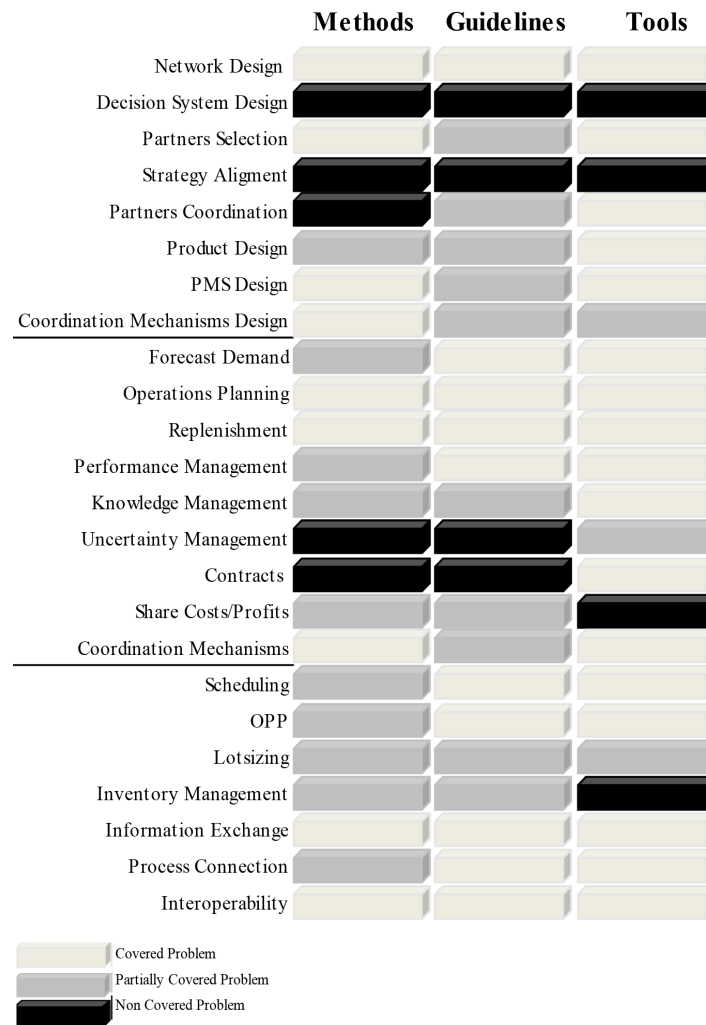 Methods Guidelines Tools
Network Design
Decision System Design
Partners Selection
Strategy Aligment
Partners Coordination
Product Design
PMS Design
Coordination Mechanisms Design
Forecast Demand
Operations Planning
Replenishment
Performance Management
Knowledge Management
Uncertainty Management
Contracts
Share Costs/Profits
Coordination Mechanisms
Scheduling
OPP
Lotsizing
Inventory Management
Information Exchange
Process Connection
Interoperability
Covered Problem
Partially Covered Problem
Non Covered Problem